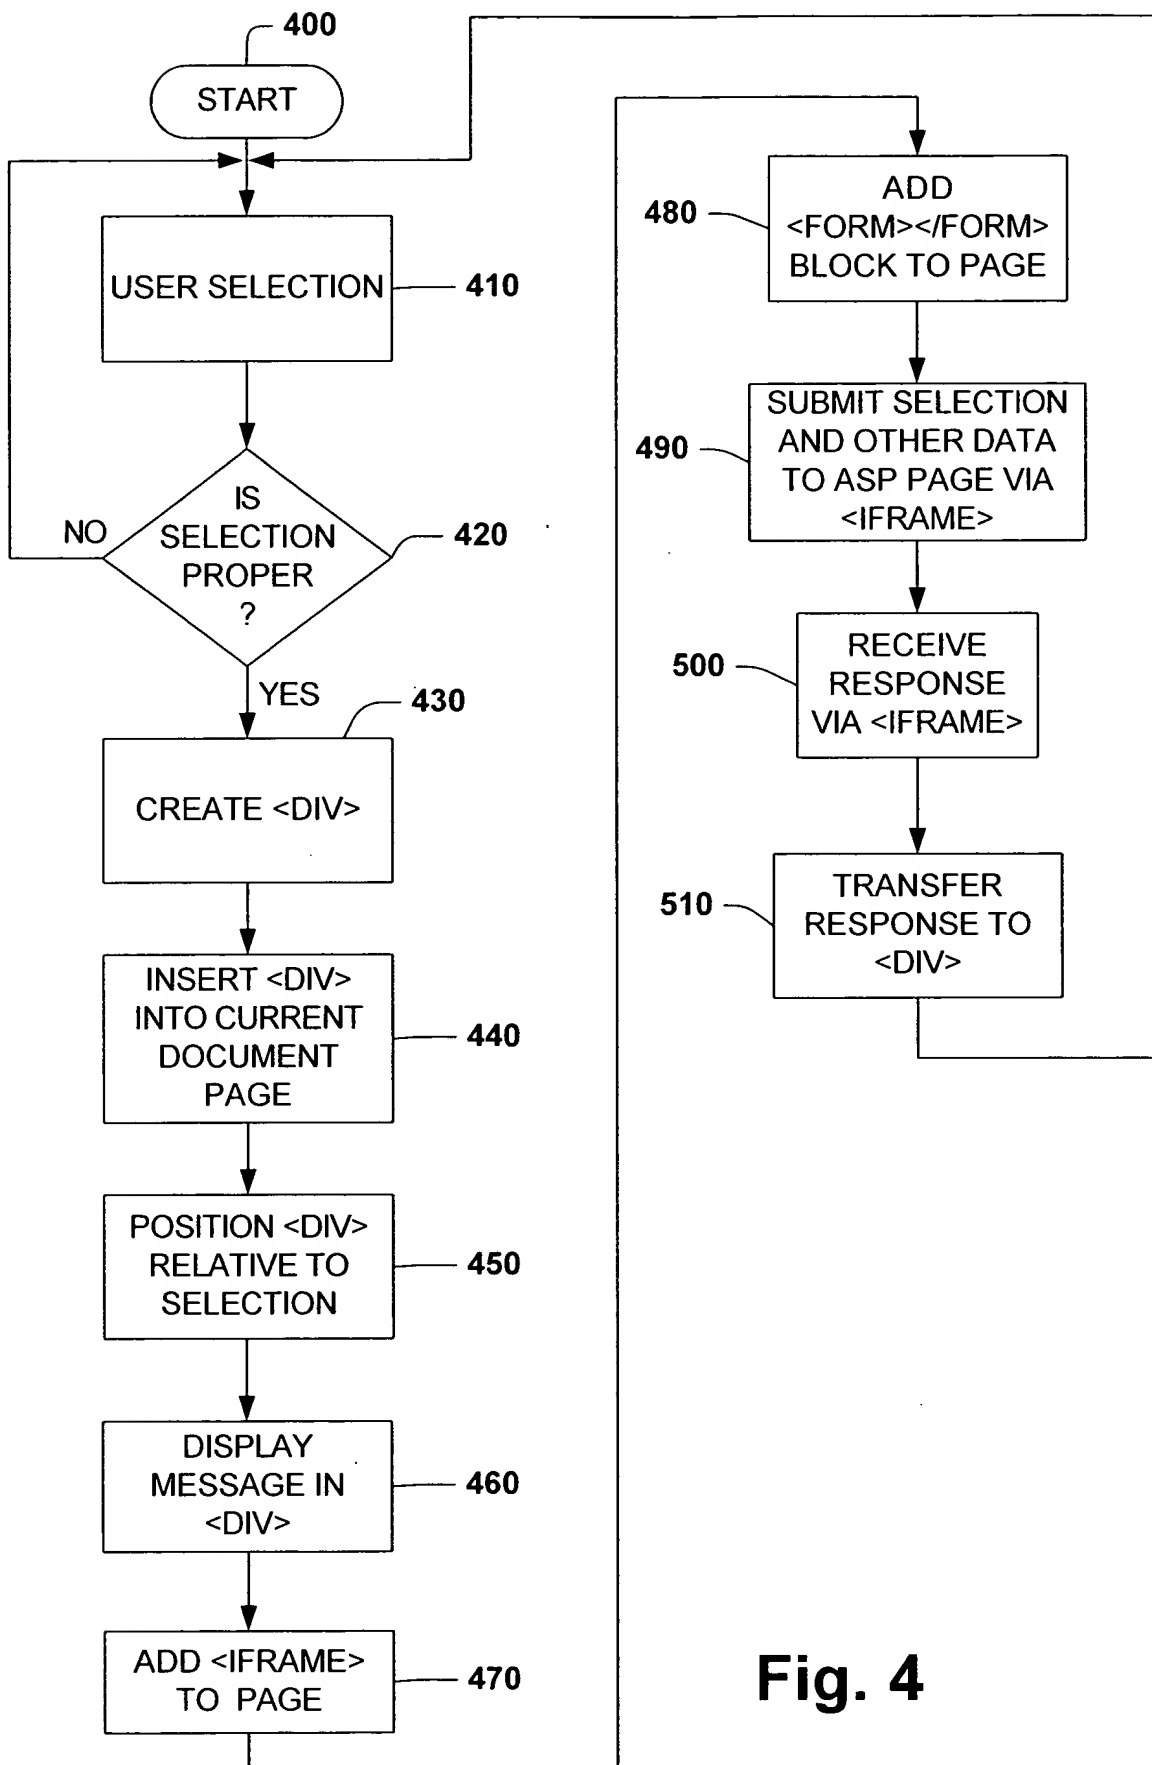 400
START
USER SELECTION
410
IS
SELECTION
PROPER
?
420
NO
YES
430
CREATE <DIV>
INSERT <DIV>
INTO CURRENT
DOCUMENT
PAGE
440
POSITION <DIV>
RELATIVE TO
SELECTION
450
DISPLAY
MESSAGE IN
<DIV>
460
ADD <IFRAME>
TO PAGE
470
ADD
<FORM></FORM>
BLOCK TO PAGE
480
SUBMIT SELECTION
AND OTHER DATA
TO ASP PAGE VIA
<IFRAME>
490
RECEIVE
RESPONSE
VIA <IFRAME>
500
TRANSFER
RESPONSE TO
<DIV>
510
Fig. 4